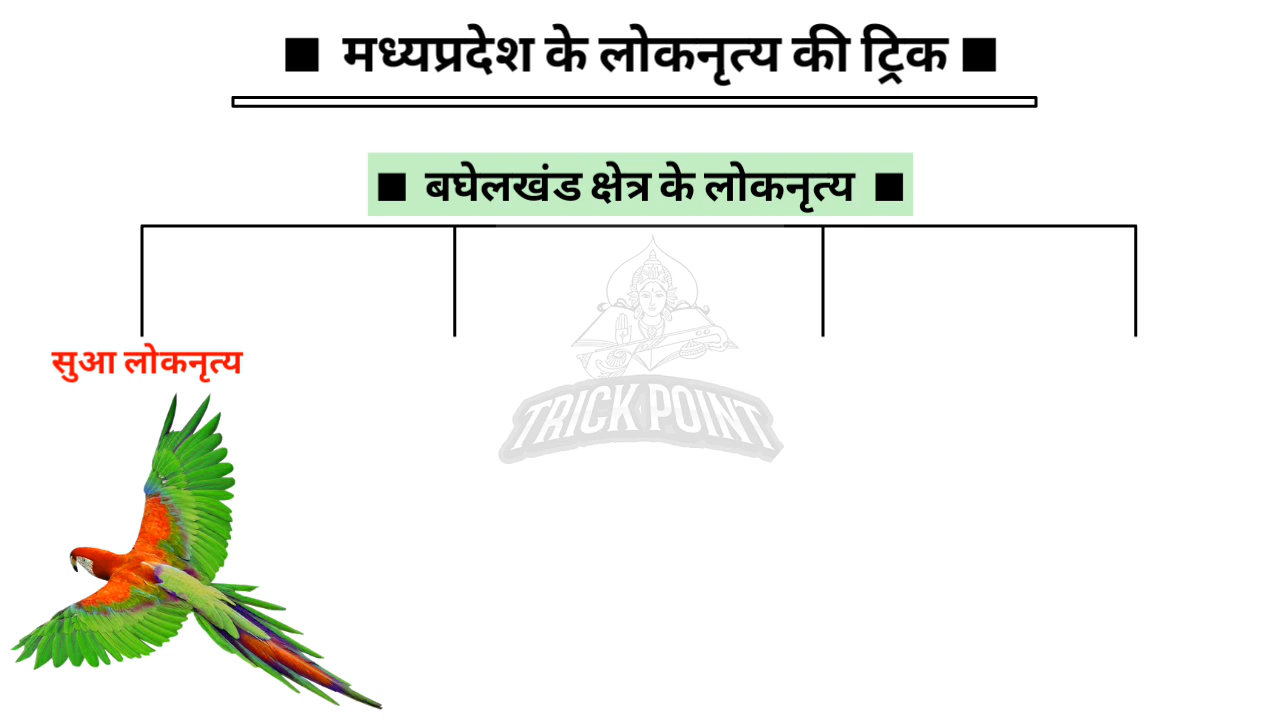 ■ मध्यप्रदेश के लोकनृत्य की ट्रिक ■
■ बघेलखंड क्षेत्र के लोकनृत्य ■
सुआ लोकनृत्य
TRICK POINT